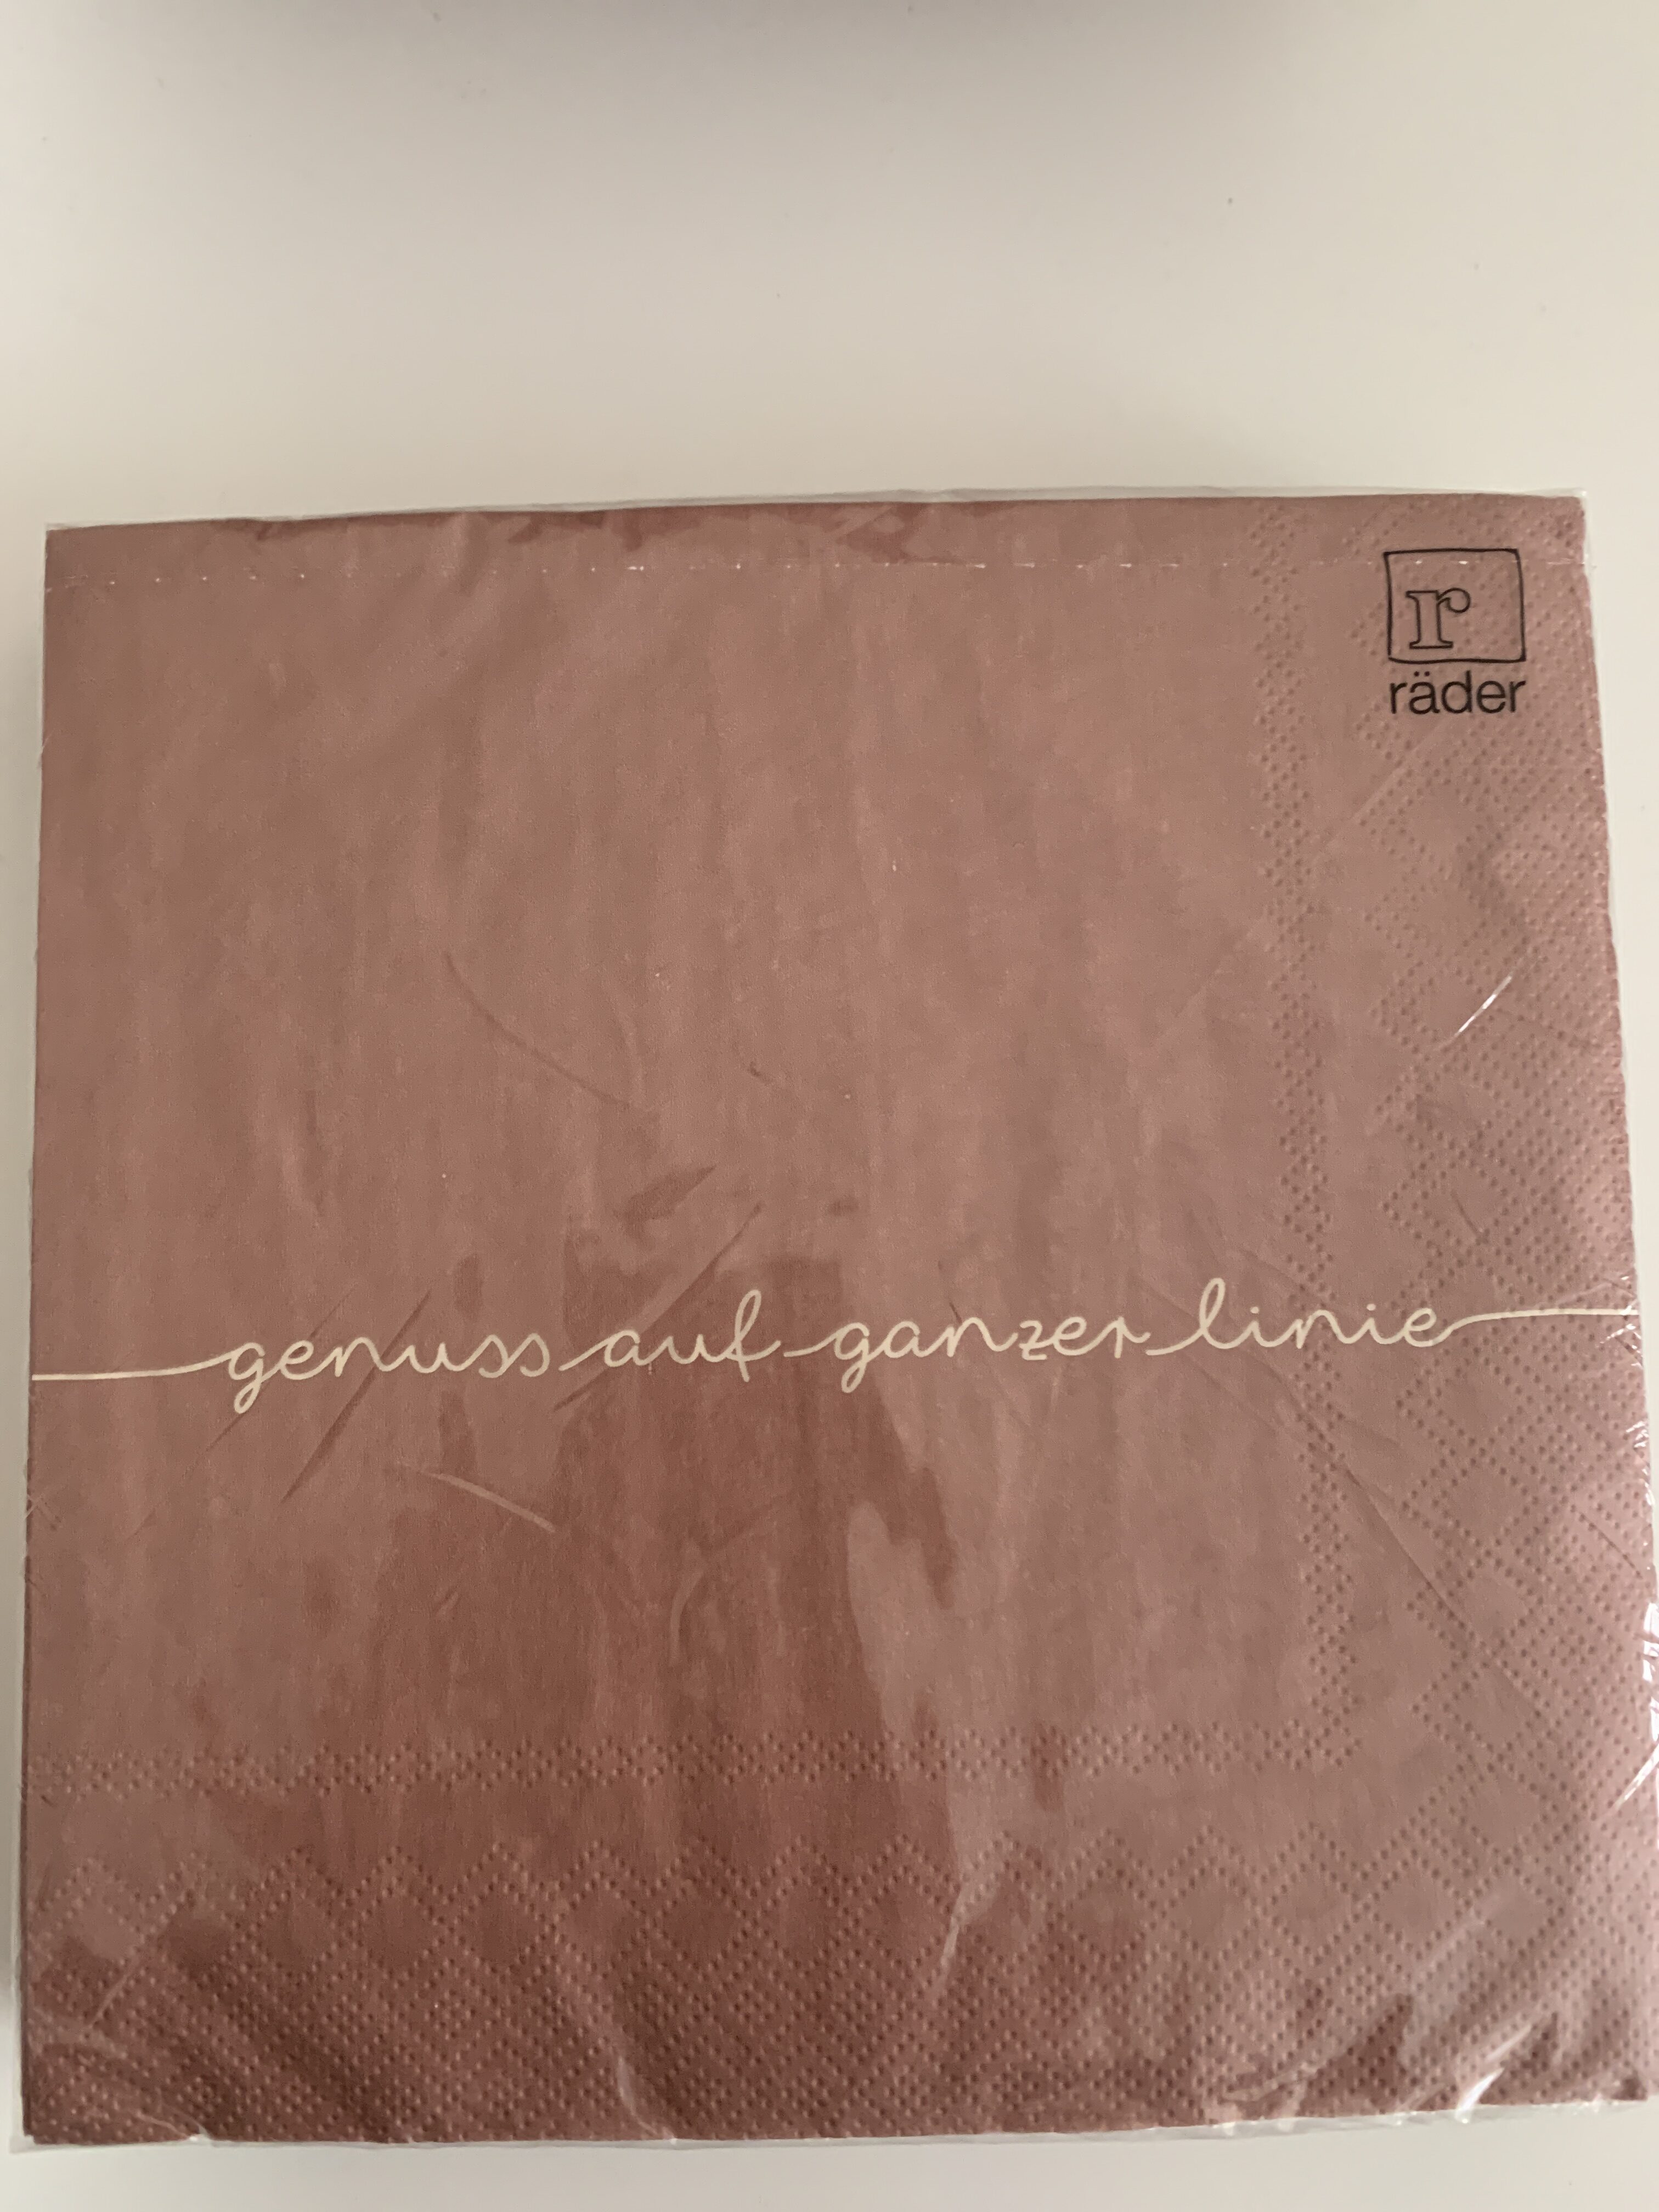 r
räder
genuss auf ganzer linie